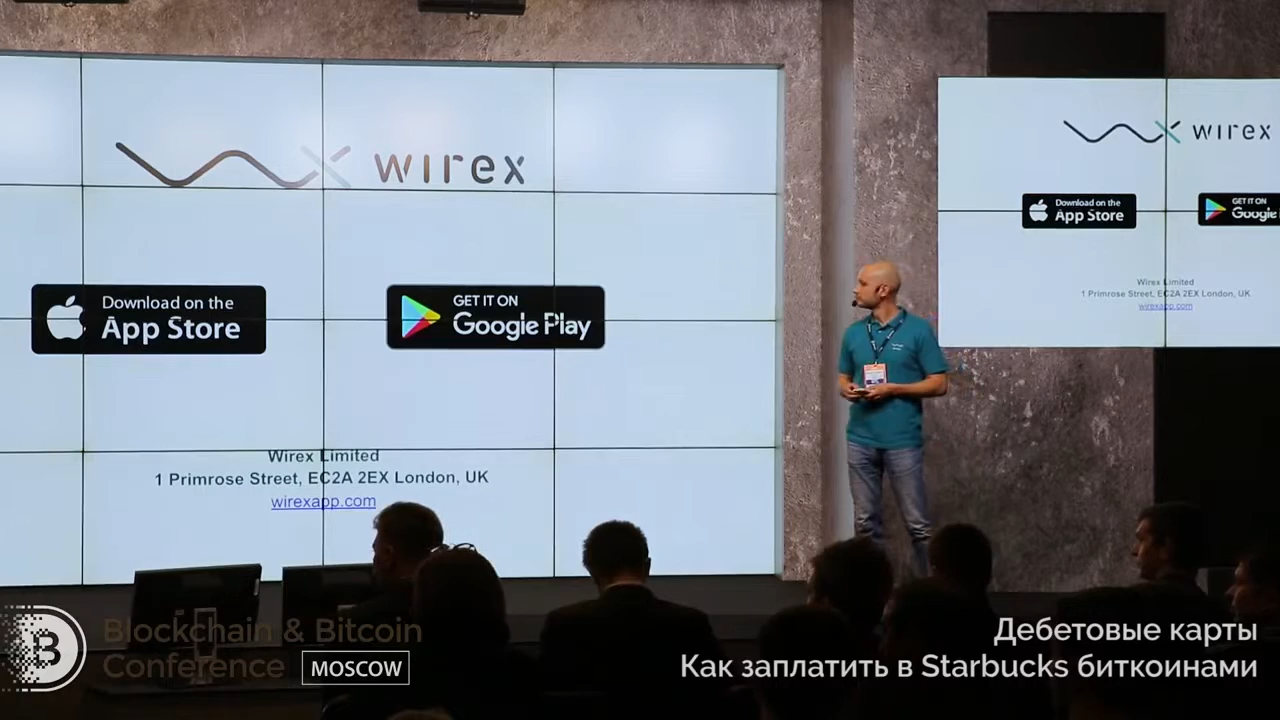 wirex
Download on the
App Store
GET IT ON
Google Play
Wirex Limited
1 Primrose Street, EC2A 2EX London, UK
wirexapp.com
wirex
Download on the
App Store
GET IT ON
Google
Wirex Limited
1 Primrose Street, EC2A 2EX London, UK
wirexapp.com
Blockchain & Bitcoin
Conference MOSCOW
Дебетовые карты
Как заплатить в Starbucks биткоинами